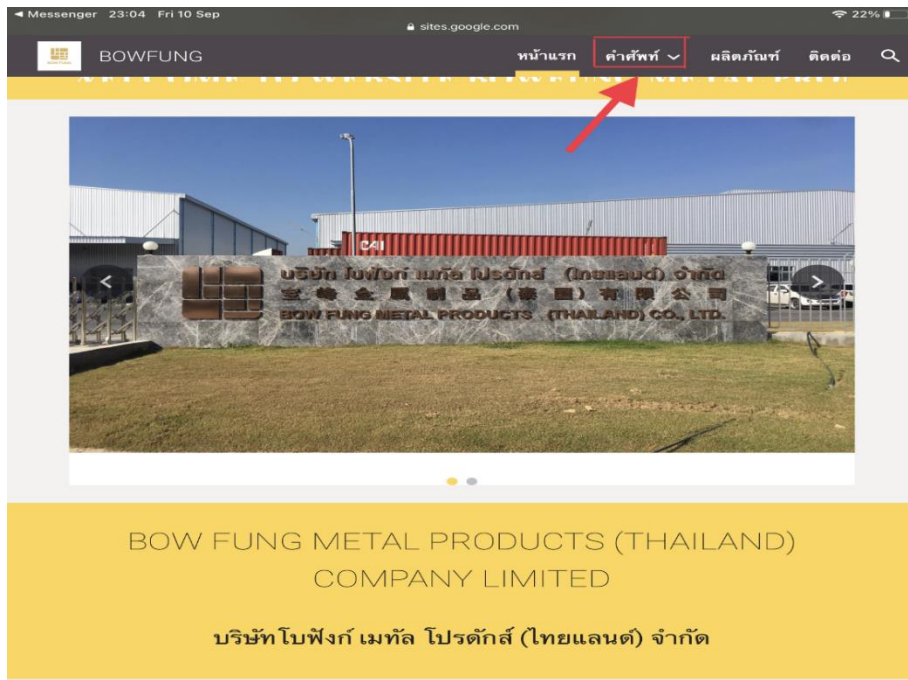 Messenger 23:04 Fri 10 Sep
sites.google.com
22%
BOWFUNG
หน้าแรก คำศัพท์ ผลิตภัณฑ์ ติดต่อ
CAI
บริษัท โบฟังก์ เมทัล โปรดักส์ (ไทยแลนด์) จำกัด
金屬制品(泰国)有限公司
BOW FUNG METAL PRODUCTS (THAILAND) CO., LTD.
BOW FUNG METAL PRODUCTS (THAILAND)
COMPANY LIMITED
บริษัทโบฟังก์ เมทัล โปรดักส์ (ไทยแลนด์) จำกัด